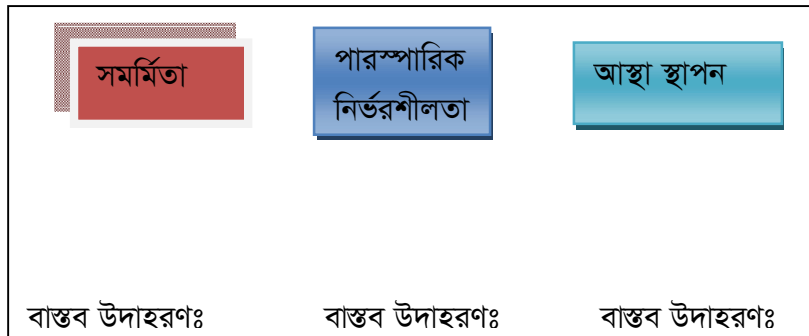 সমর্মিতা
পারস্পারিক
নির্ভরশীলতা
আস্থা স্থাপন
বাস্তব উদাহরণঃ
বাস্তব উদাহরণঃ
বাস্তব উদাহরণঃ